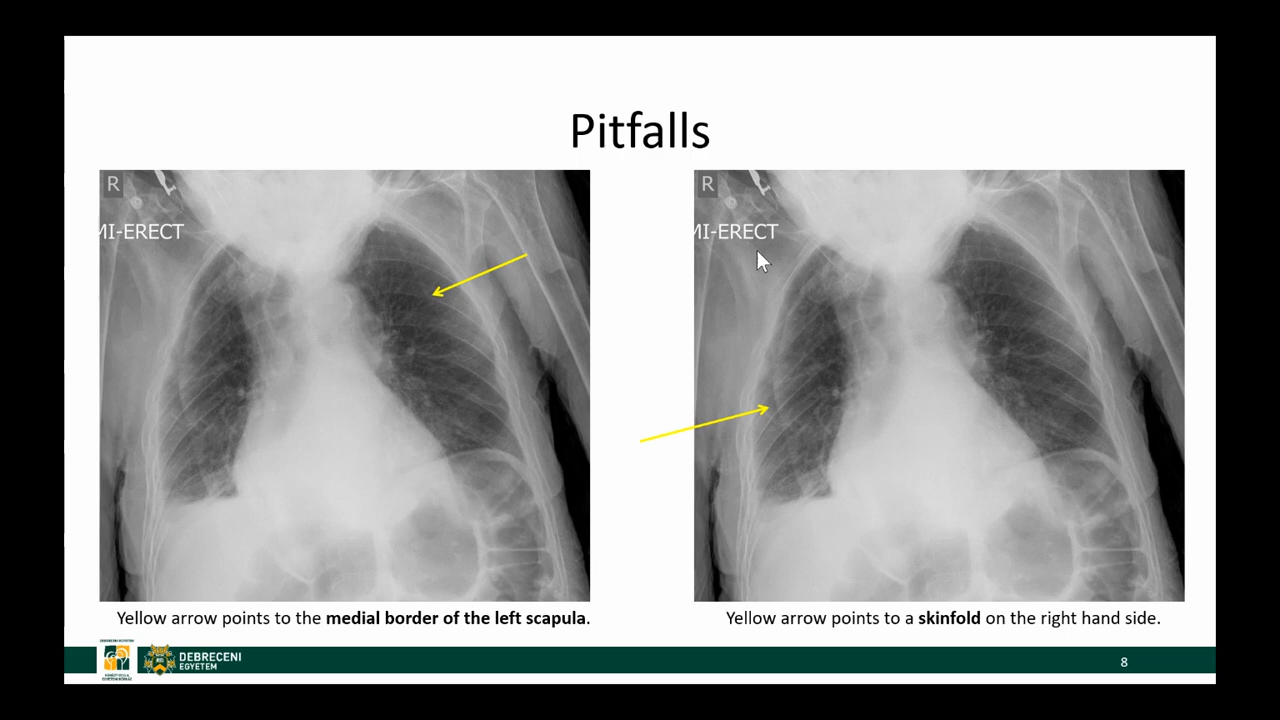 Pitfalls
R
MI-ERECT
R
MI-ERECT
Yellow arrow points to the medial border of the left scapula.
Yellow arrow points to a skinfold on the right hand side.
DEBRECENI
EGYETEM
8